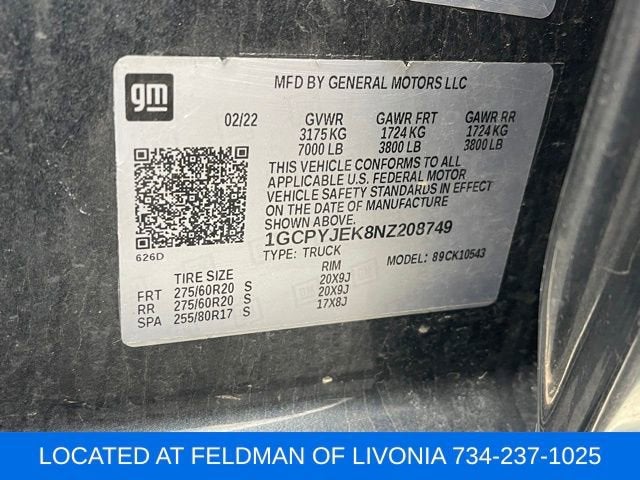 gm
MFD BY GENERAL MOTORS LLC
02/22 GVWR GAWR FRT GAWR RR
3175 KG 1724 KG 1724 KG
7000 LB 3800 LB 3800 LB
THIS VEHICLE CONFORMS TO ALL
APPLICABLE U.S. FEDERAL MOTOR
VEHICLE SAFETY STANDARDS IN EFFECT
ON THE DATE OF MANUFACTURE
SHOWN ABOVE.
1GCPYJEK8NZ208749
626D
TYPE: TRUCK MODEL: 89CK10543
TIRE SIZE RIM
FRT 275/60R20 S 20X9J
RR 275/60R20 S 20X9J
SPA 255/80R17 S 17X8J
LOCATED AT FELDMAN OF LIVONIA 734-237-1025